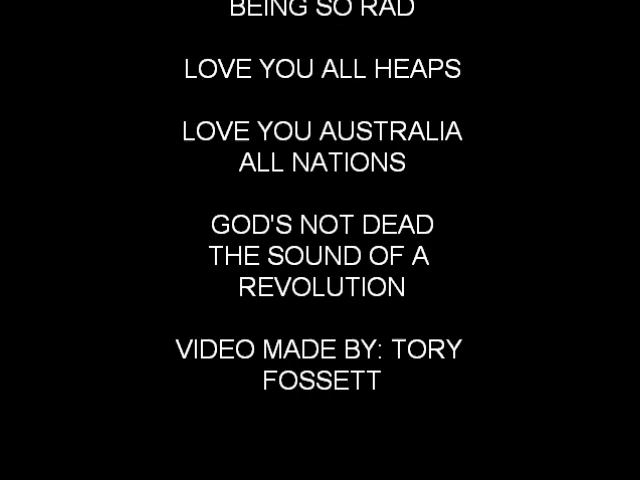 BEING SO RAD
LOVE YOU ALL HEAPS
LOVE YOU AUSTRALIA
ALL NATIONS
GOD'S NOT DEAD
THE SOUND OF A
REVOLUTION
VIDEO MADE BY: TORY
FOSSETT